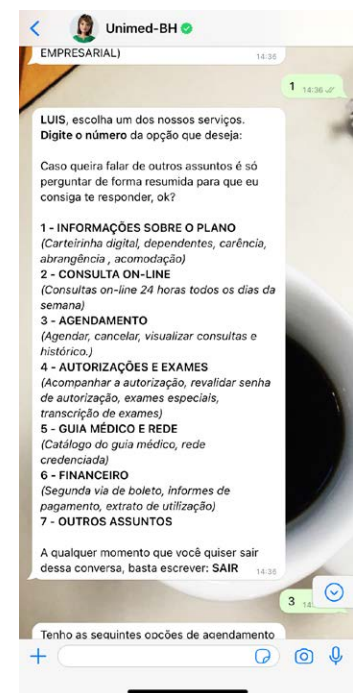 Unimed-BH
EMPRESARIAL)
14:36
1 14:36
LUIS, escolha um dos nossos serviços.
Digite o número da opção que deseja:
Caso queira falar de outros assuntos é só
perguntar de forma resumida para que eu
consiga te responder, ok?
1 - INFORMAÇÕES SOBRE O PLANO
(Carteirinha digital, dependentes, carência,
abrangência , acomodação)
2 - CONSULTA ON-LINE
(Consultas on-line 24 horas todos os dias da
semana)
3 - AGENDAMENTO
(Agendar, cancelar, visualizar consultas e
histórico.)
4 - AUTORIZAÇÕES E EXAMES
(Acompanhar a autorização, revalidar senha
de autorização, exames especiais,
transcrição de exames)
5 - GUIA MÉDICO E REDE
(Catálogo do guia médico, rede
credenciada)
6 - FINANCEIRO
(Segunda via de boleto, informes de
pagamento, extrato de utilização)
7 - OUTROS ASSUNTOS
A qualquer momento que você quiser sair
dessa conversa, basta escrever: SAIR
14:36
3 14:
Tenho as seguintes opções de agendamento